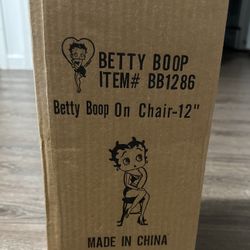 BETTY BOOP
ITEM# BB1286
Betty Boop On Chair-12"
MADE IN CHINA